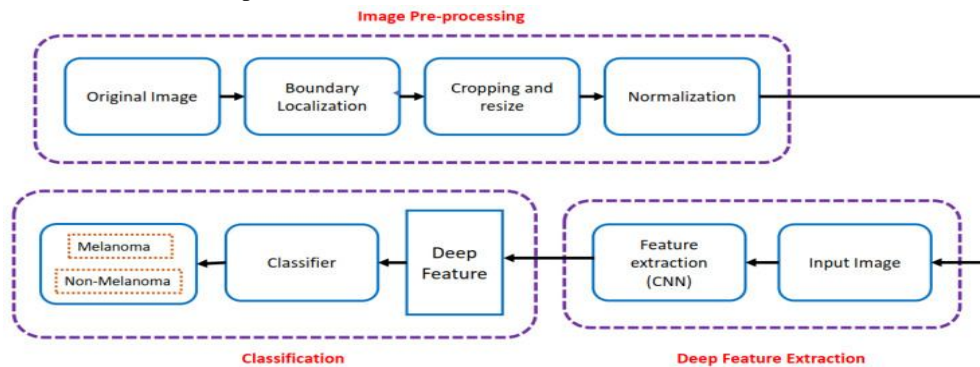 Image Pre-processing
Original Image
Boundary
Localization
Cropping and
resize
Normalization
Input Image
Feature
extraction
(CNN)
Deep
Feature
Classifier
Melanoma
Non-Melanoma
Classification
Deep Feature Extraction